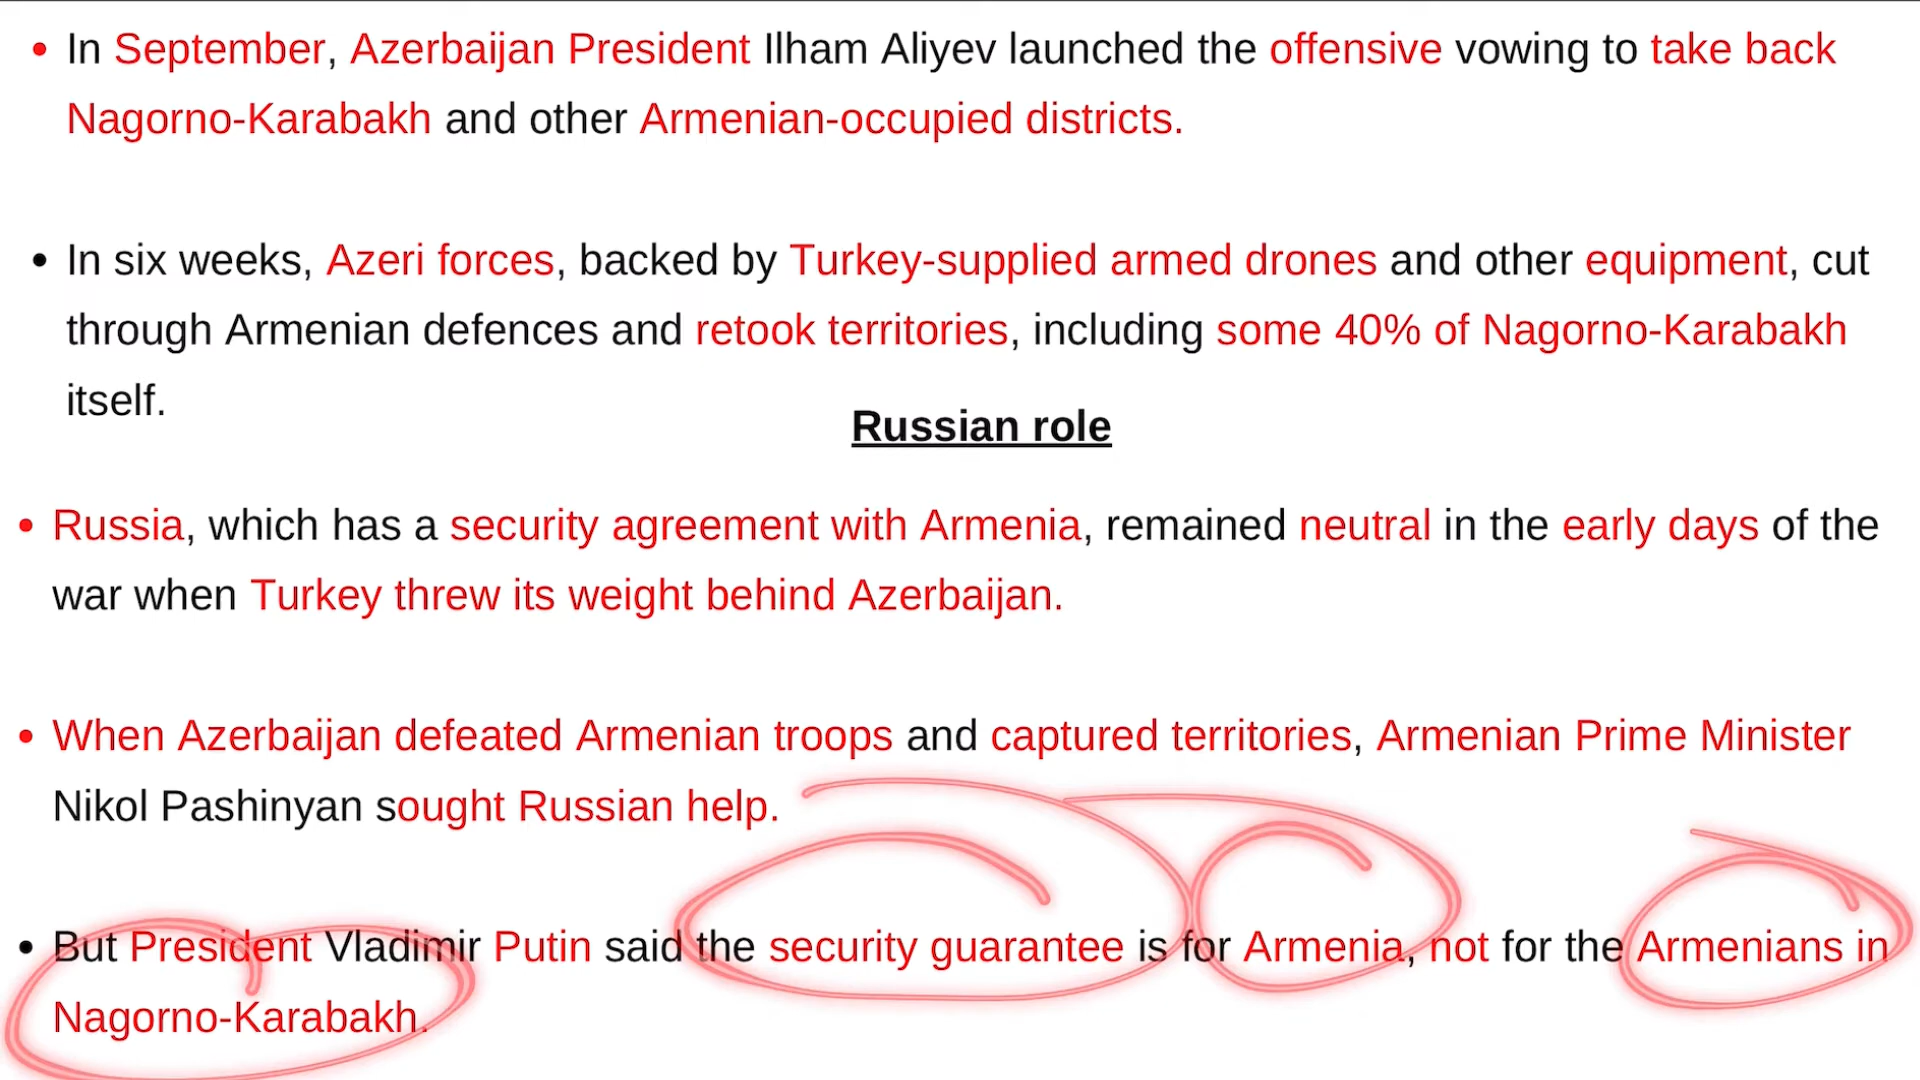 • In September, Azerbaijan President Ilham Aliyev launched the offensive vowing to take back
Nagorno-Karabakh and other Armenian-occupied districts.
• In six weeks, Azeri forces, backed by Turkey-supplied armed drones and other equipment, cut
through Armenian defences and retook territories, including some 40% of Nagorno-Karabakh
itself.
Russian role
• Russia, which has a security agreement with Armenia, remained neutral in the early days of the
war when Turkey threw its weight behind Azerbaijan.
• When Azerbaijan defeated Armenian troops and captured territories, Armenian Prime Minister
Nikol Pashinyan sought Russian help.
• But President Vladimir Putin said the security guarantee is for Armenia, not for the Armenians in
Nagorno-Karabakh.